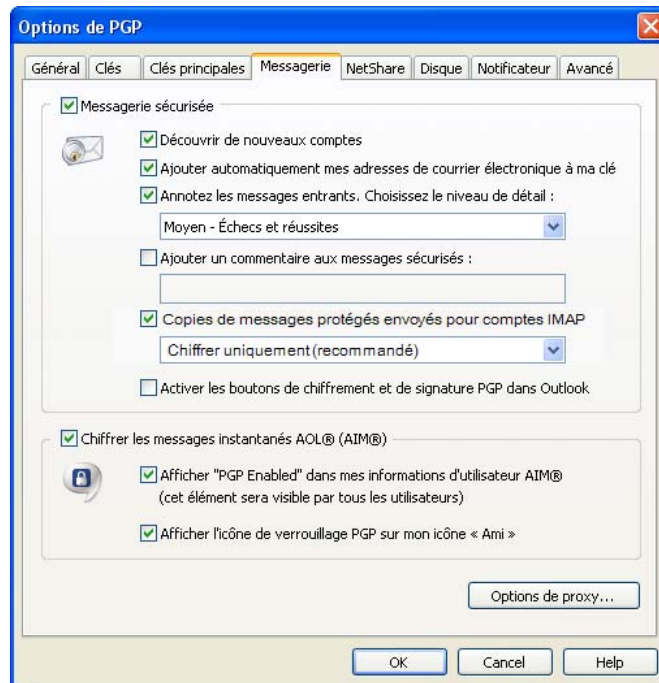 Options de PGP
Général Clés Clés principales Messagerie NetShare Disque Notificateur Avancé
Messagerie sécurisée
Découvrir de nouveaux comptes
Ajouter automatiquement mes adresses de courrier électronique à ma clé
Annotez les messages entrants. Choisissez le niveau de détail :
Moyen - Échecs et réussites
Ajouter un commentaire aux messages sécurisés :
Copies de messages protégés envoyés pour comptes IMAP
Chiffrer uniquement (recommandé)
Activer les boutons de chiffrement et de signature PGP dans Outlook
Chiffrer les messages instantanés AOL® (AIM®)
Afficher "PGP Enabled" dans mes informations d'utilisateur AIM®
(cet élément sera visible par tous les utilisateurs)
Afficher l'icône de verrouillage PGP sur mon icône « Ami »
Options de proxy...
OK Cancel Help